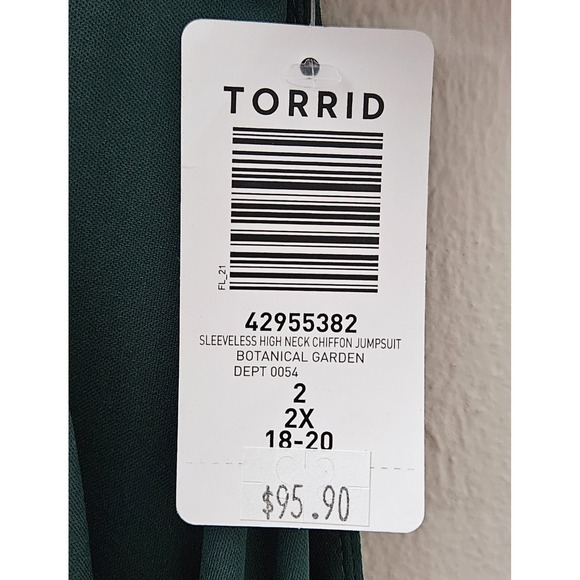 TORRID
FL_21
42955382
SLEEVELESS HIGH NECK CHIFFON JUMPSUIT
BOTANICAL GARDEN
DEPT 0054
2
2X
18-20
$95.90